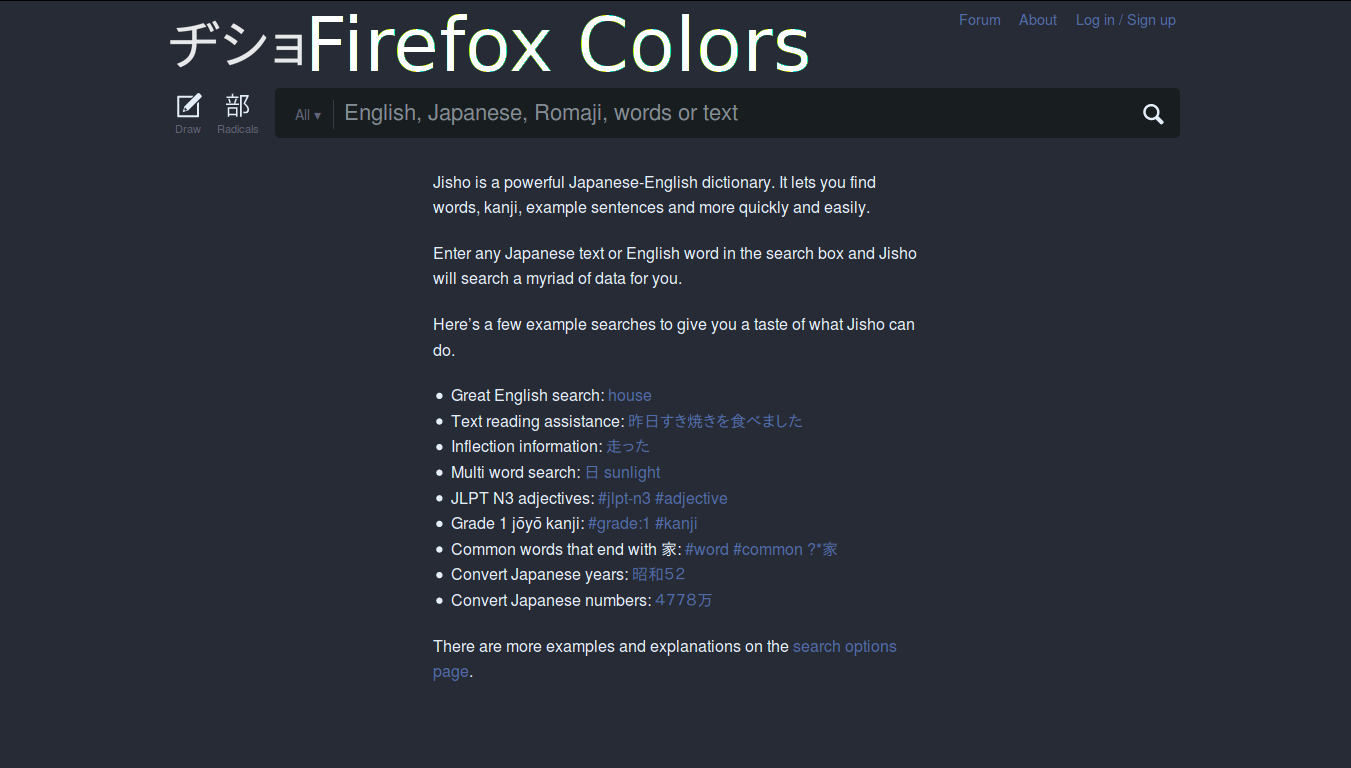 ヂショFirefox Colors
Forum About Log in / Sign up
Draw
部
Radicals
All ▾ English, Japanese, Romaji, words or text
Jisho is a powerful Japanese-English dictionary. It lets you find
words, kanji, example sentences and more quickly and easily.
Enter any Japanese text or English word in the search box and Jisho
will search a myriad of data for you.
Here’s a few example searches to give you a taste of what Jisho can
do.
• Great English search: house
• Text reading assistance: 昨日すき焼きを食べました
• Inflection information: 走った
• Multi word search: 日 sunlight
• JLPT N3 adjectives: #jlpt-n3 #adjective
• Grade 1 jōyō kanji: #grade:1 #kanji
• Common words that end with 家: #word #common ?*家
• Convert Japanese years: 昭和５２
• Convert Japanese numbers: ４７７８万
There are more examples and explanations on the search options
page.